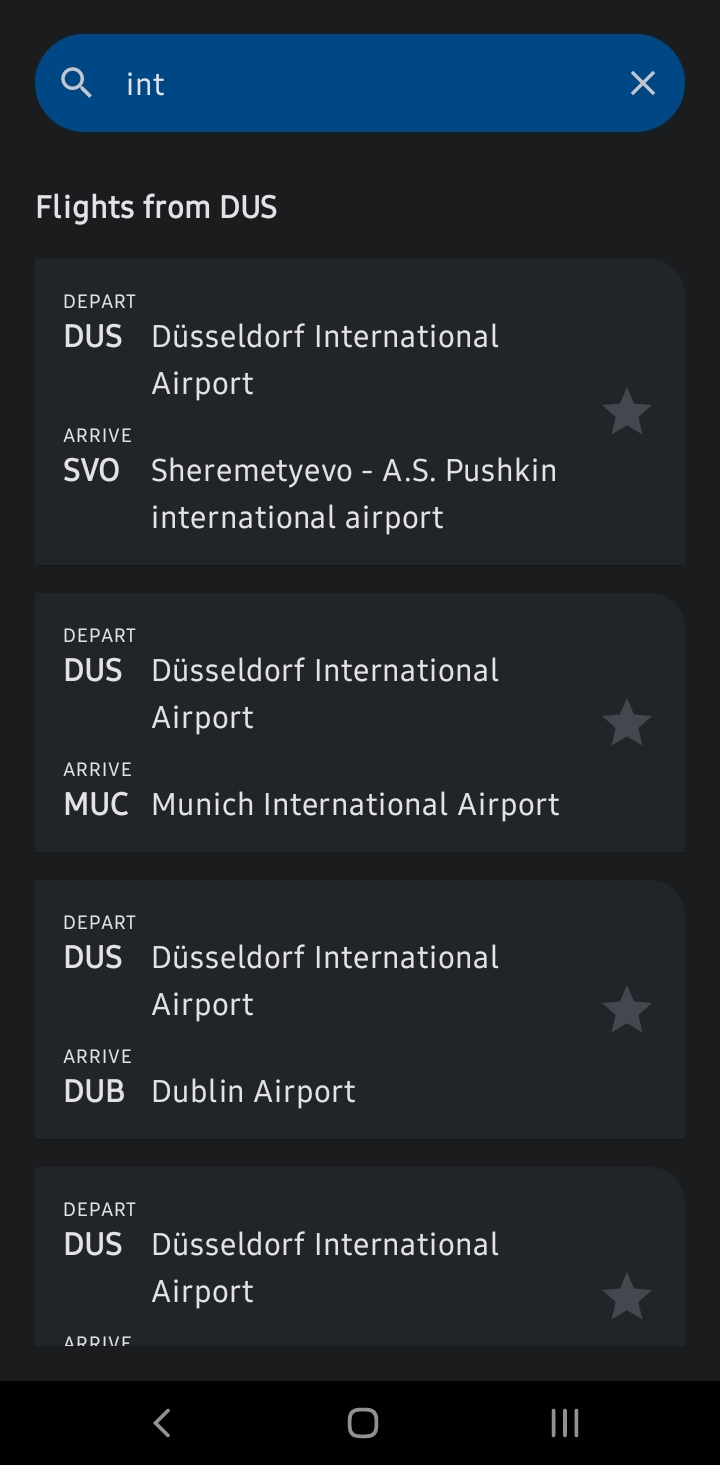 int
Flights from DUS
DEPART
DUS Düsseldorf International
Airport
ARRIVE
SVO Sheremetyevo - A.S. Pushkin
international airport
DEPART
DUS Düsseldorf International
Airport
ARRIVE
MUC Munich International Airport
DEPART
DUS Düsseldorf International
Airport
ARRIVE
DUB Dublin Airport
DEPART
DUS Düsseldorf International
Airport
ARRIVE